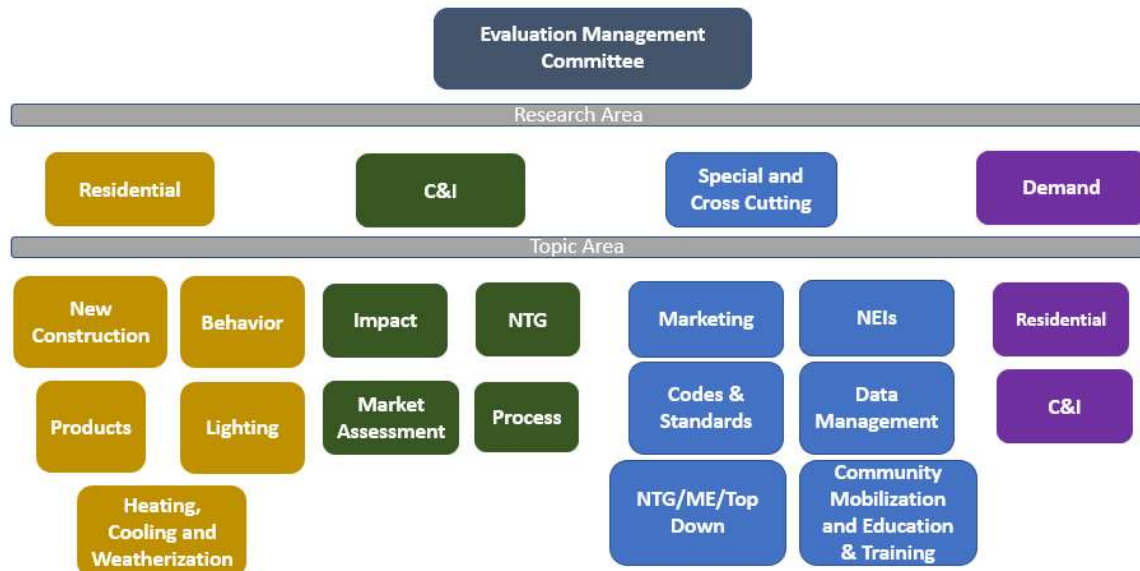 Evaluation Management
Committee
Research Area
Residential
C&I
Special and
Cross Cutting
Demand
Topic Area
New
Construction
Behavior
Impact
NTG
Marketing
NEIs
Residential
Products
Lighting
Market
Assessment
Process
Codes &
Standards
Data
Management
C&I
Heating,
Cooling and
Weatherization
NTG/ME/Top
Down
Community
Mobilization
and Education
& Training